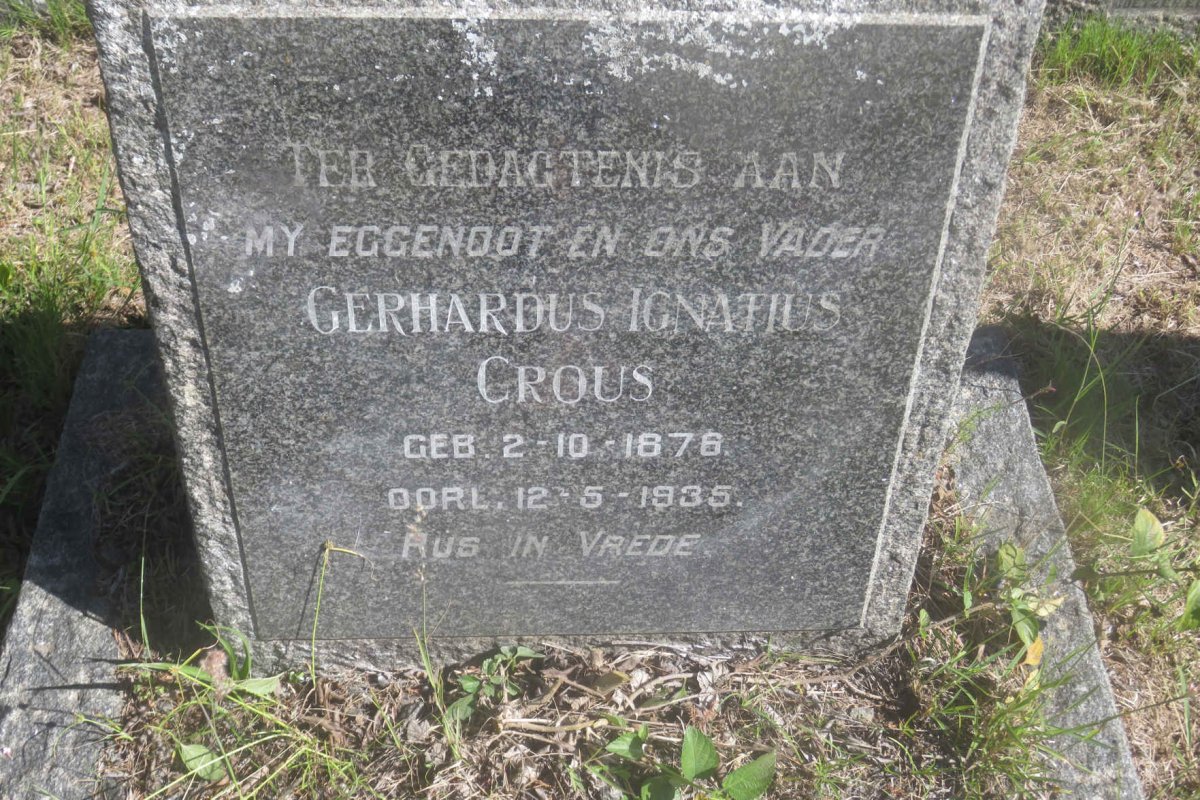 TER GEDAGTENIS AAN
MY EGGENOOT EN ONS VADER
GERHARDUS IGNATIUS
CROUS
GEB. 2-10-1876.
OORL. 12-5-1935.
RUS IN VREDE